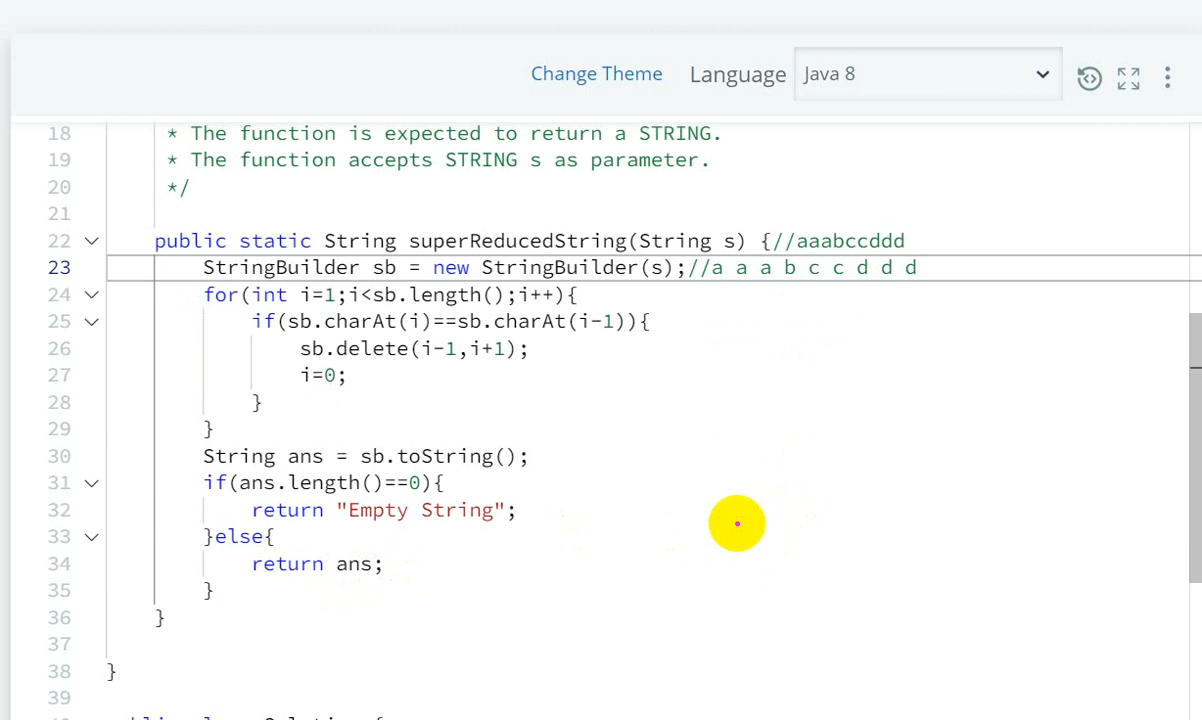 Change Theme Language Java 8
18 * The function is expected to return a STRING.
19 * The function accepts STRING s as parameter.
20 */
21
22 public static String superReducedString(String s) {//aaabccddd
23 StringBuilder sb = new StringBuilder(s);//a a a b c c d d d
24 for(int i=1;i<sb.length();i++){
25 if(sb.charAt(i)==sb.charAt(i-1)){
26 sb.delete(i-1,i+1);
27 i=0;
28 }
29 }
30 String ans = sb.toString();
31 if(ans.length()==0){
32 return "Empty String";
33 }else{
34 return ans;
35 }
36 }
37
38 }
39